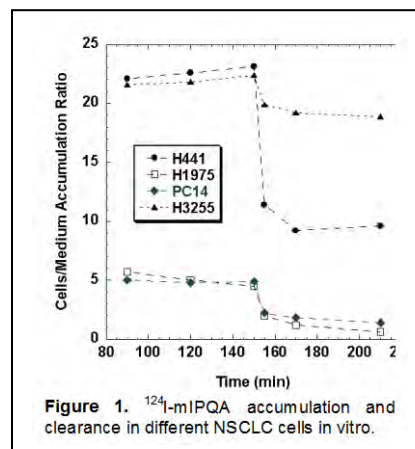 25
20
15
10
5
0
Cells/Medium Accumulation Ratio
H441
H1975
PC14
H3255
80 100 120 140 160 180 200 2
Time (min)
Figure 1. ¹²⁴I-mIPQA accumulation and
clearance in different NSCLC cells in vitro.